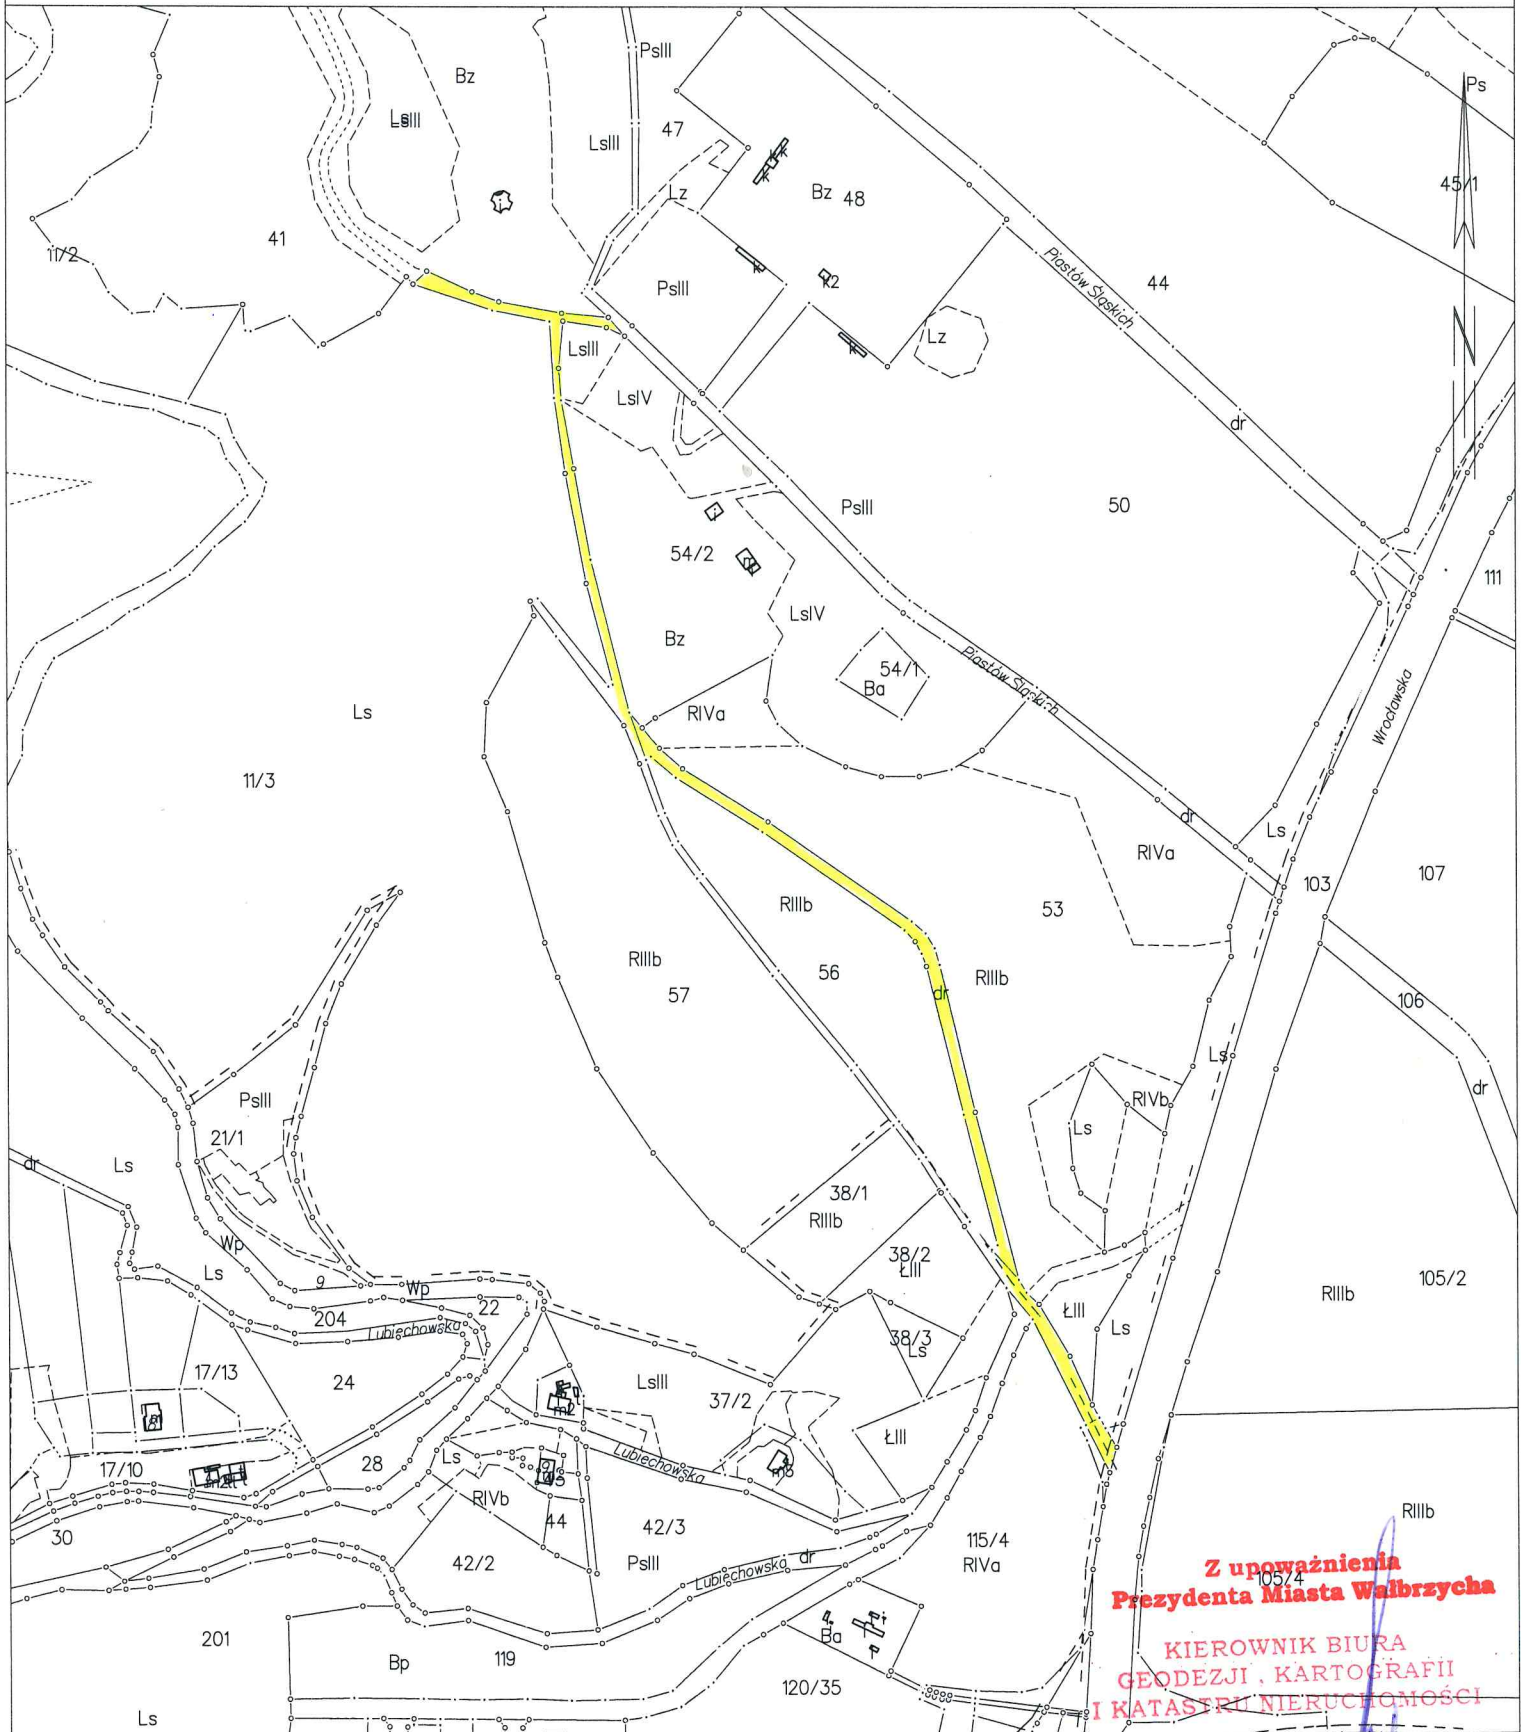 PsIII
Bz
LsIII
Ps
47
LsIII
Lz
Bz 48
45/1
41
11/2
k
k
k
k
k2
PsIII
Piastów Śląskich
44
LsIII
Lz
k
LsIV
dr
PsIII
50
54/2
111
LsIV
Bz
54/1
Ba
Piastów Śląskich
Ls
RIVa
Wrocławska
11/3
dr
Ls
RIVa
103
107
RIIIb
53
RIIIb
57
56
RIIIb
dr
106
Ls
dr
PsIII
RIVb
21/1
Ls
dr
Ls
38/1
RIIIb
Wp
38/2
ŁIII
Ls
9
Wp
105/2
RIIIb
22
204
ŁIII
Lubiechowska
Ls
38/3
Ls
17/13
24
LsIII
37/2
m2
ŁIII
Lubiechowska
17/10
28
Ls
RIVb
44
30
42/3
PsIII
42/2
115/4
RIVa
RIIIb
Lubiechowska
dr
Z upoważnienia
105/4
Prezydenta Miasta Wałbrzycha
Ba
201
Bp
119
KIEROWNIK BIURA
GEODEZJI , KARTOGRAFII
120/35
I KATASTRU NIERUCHOMOŚCI
Ls